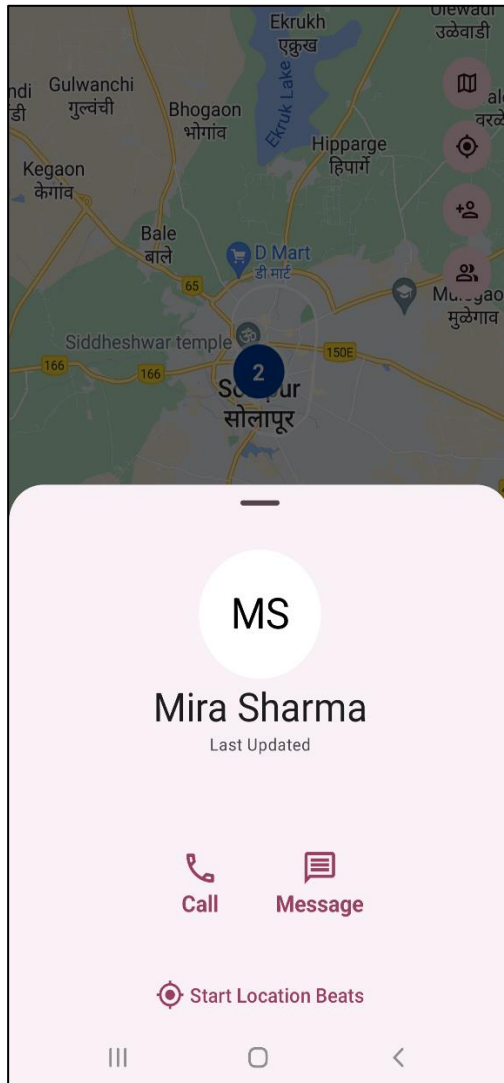 Ekrukh
एक्रुख
उळेवाडी
Gulwanchi
गुल्वंची
Ekruk Lake
Bhogaon
भोगांव
Hipparge
हिपार्गे
Kegaon
केगांव
Bale
बाले
D Mart
डी मार्ट
65
Siddheshwar temple
मुळेगाव
150E
166
166
2
सोलापूर
MS
Mira Sharma
Last Updated
Call
Message
Start Location Beats